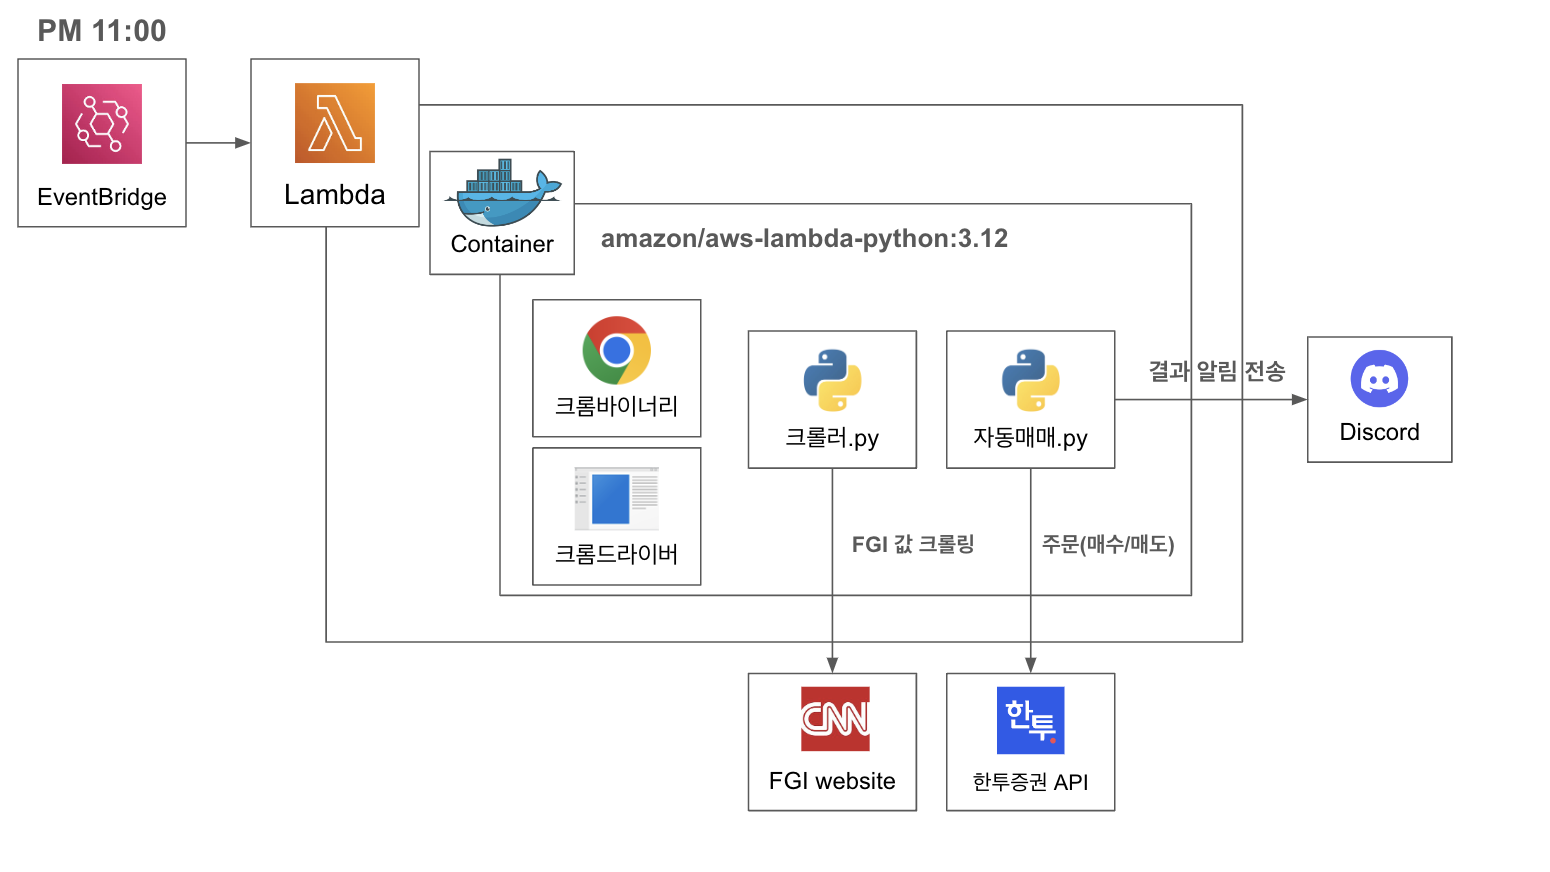 PM 11:00
EventBridge
Lambda
Container
amazon/aws-lambda-python:3.12
크롬바이너리
크롬드라이버
크롤러.py
자동매매.py
결과 알림 전송
Discord
FGI 값 크롤링
주문(매수/매도)
CNN
FGI website
한투
한투증권 API